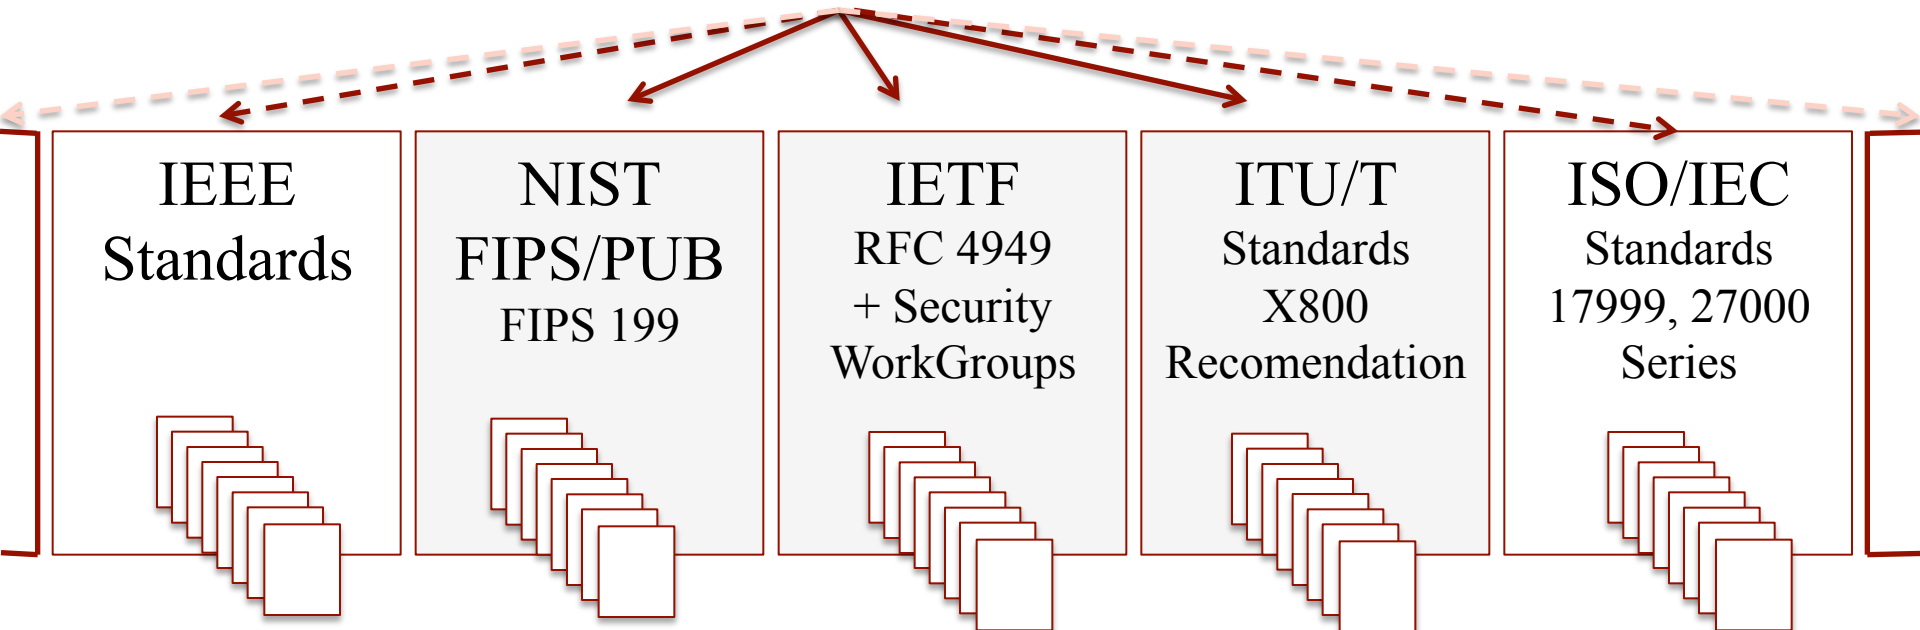 IEEE
Standards
NIST
FIPS/PUB
FIPS 199
IETF
RFC 4949
+ Security
WorkGroups
ITU/T
Standards
X800
Recomendation
ISO/IEC
Standards
17999, 27000
Series